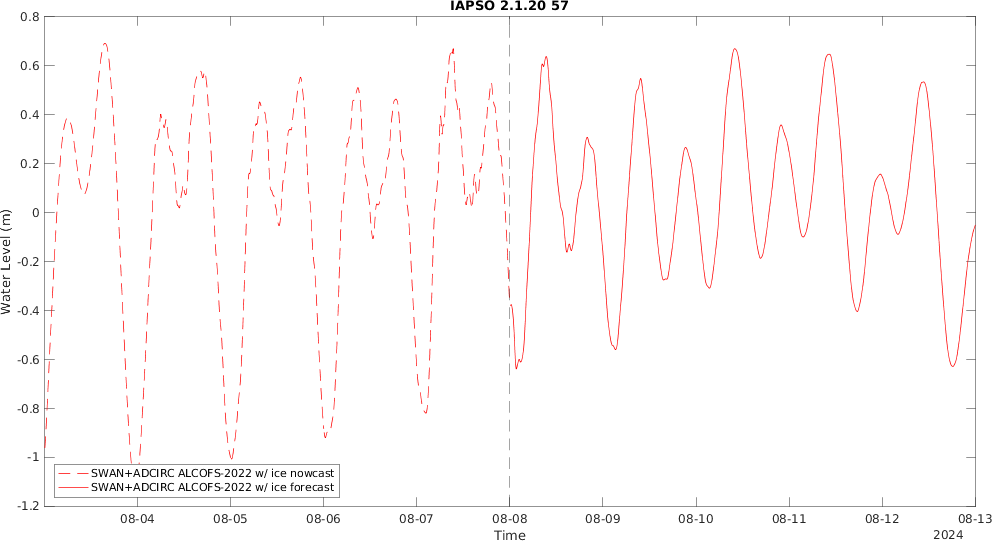 IAPSO 2.1.20 57
0.8
0.6
0.4
0.2
0
-0.2
-0.4
-0.6
-0.8
-1
-1.2
Water Level (m)
SWAN+ADCIRC ALCOFS-2022 w/ ice nowcast
SWAN+ADCIRC ALCOFS-2022 w/ ice forecast
08-04 08-05 08-06 08-07 08-08 08-09 08-10 08-11 08-12 08-13
Time
2024